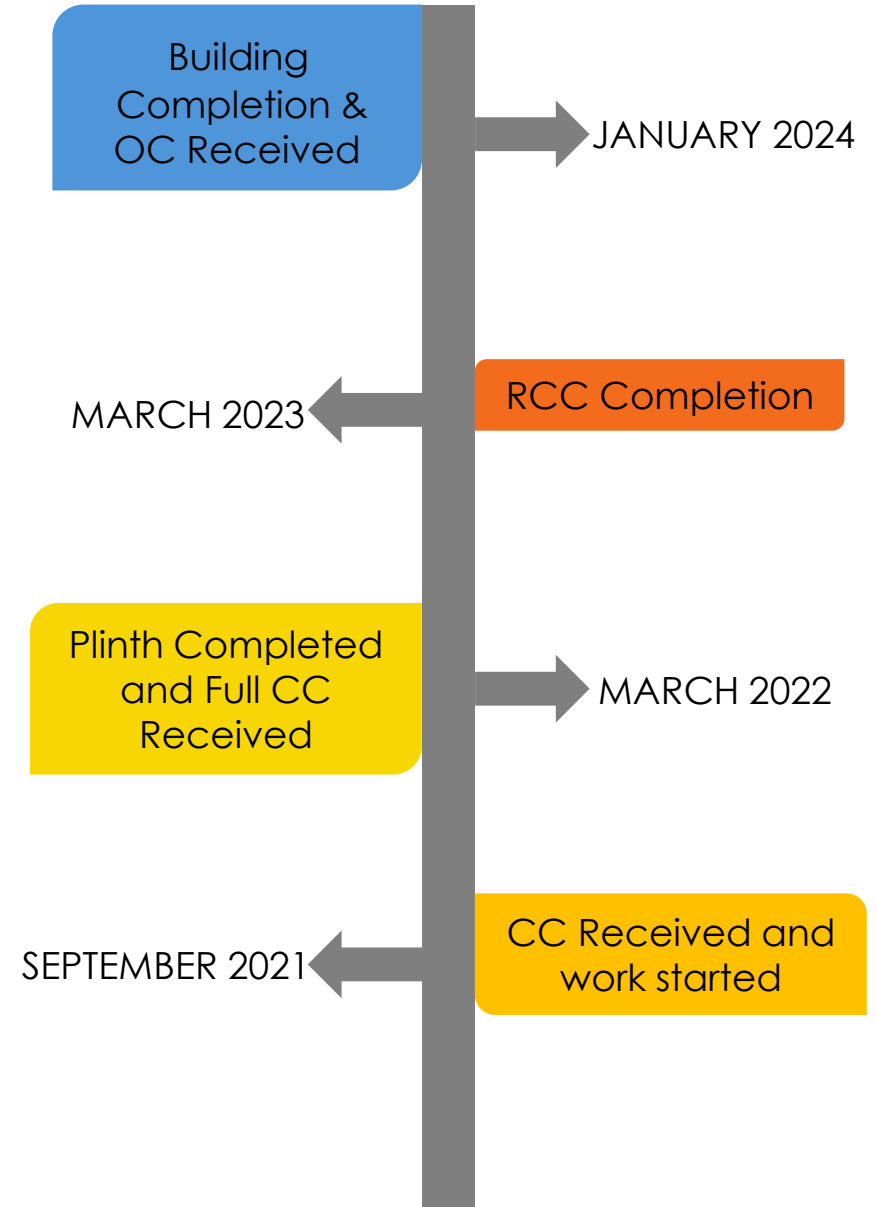 Building
Completion &
OC Received
JANUARY 2024
MARCH 2023
RCC Completion
Plinth Completed
and Full CC
Received
MARCH 2022
SEPTEMBER 2021
CC Received and
work started